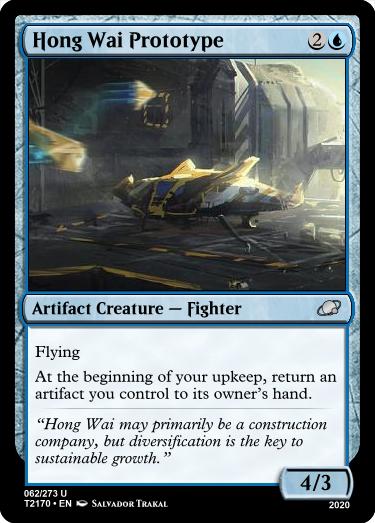 Hong Wai Prototype 2
Artifact Creature — Fighter
Flying
At the beginning of your upkeep, return an
artifact you control to its owner's hand.
“Hong Wai may primarily be a construction
company, but diversification is the key to
sustainable growth.”
4/3
062/273 U
T2170 • EN Salvador Trakal
2020